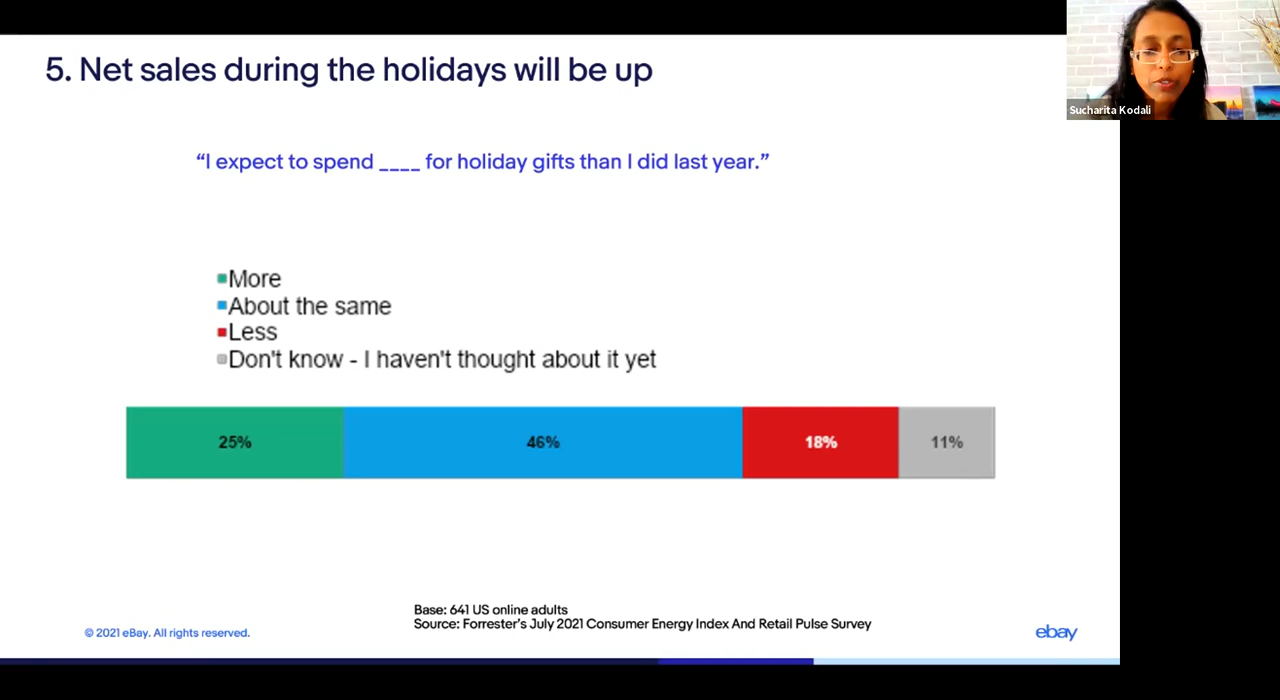 5. Net sales during the holidays will be up
Sucharita Kodali
“I expect to spend ____ for holiday gifts than I did last year.”
More
About the same
Less
Don't know - I haven't thought about it yet
25%
46%
18%
11%
Base: 641 US online adults
Source: Forrester’s July 2021 Consumer Energy Index And Retail Pulse Survey
© 2021 eBay. All rights reserved.
ebay